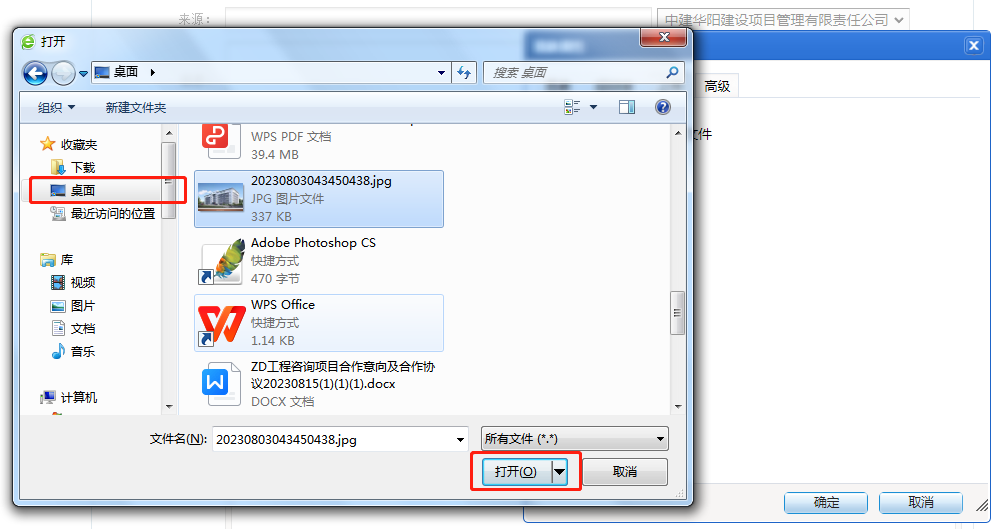 来源：
中建华阳建设项目管理有限责任公司
打开
桌面
搜索 桌面
高级
组织
新建文件夹
文件
收藏夹
下载
桌面
最近访问的位置
库
视频
图片
文档
音乐
计算机
WPS PDF 文档
39.4 MB
20230803043450438.jpg
JPG 图片文件
337 KB
Adobe Photoshop CS
快捷方式
470 字节
WPS Office
快捷方式
1.14 KB
ZD工程咨询项目合作意向及合作协
议20230815(1)(1)(1).docx
DOCX 文档
文件名(N): 20230803043450438.jpg
所有文件 (*.*)
打开(O)
取消
确定
取消